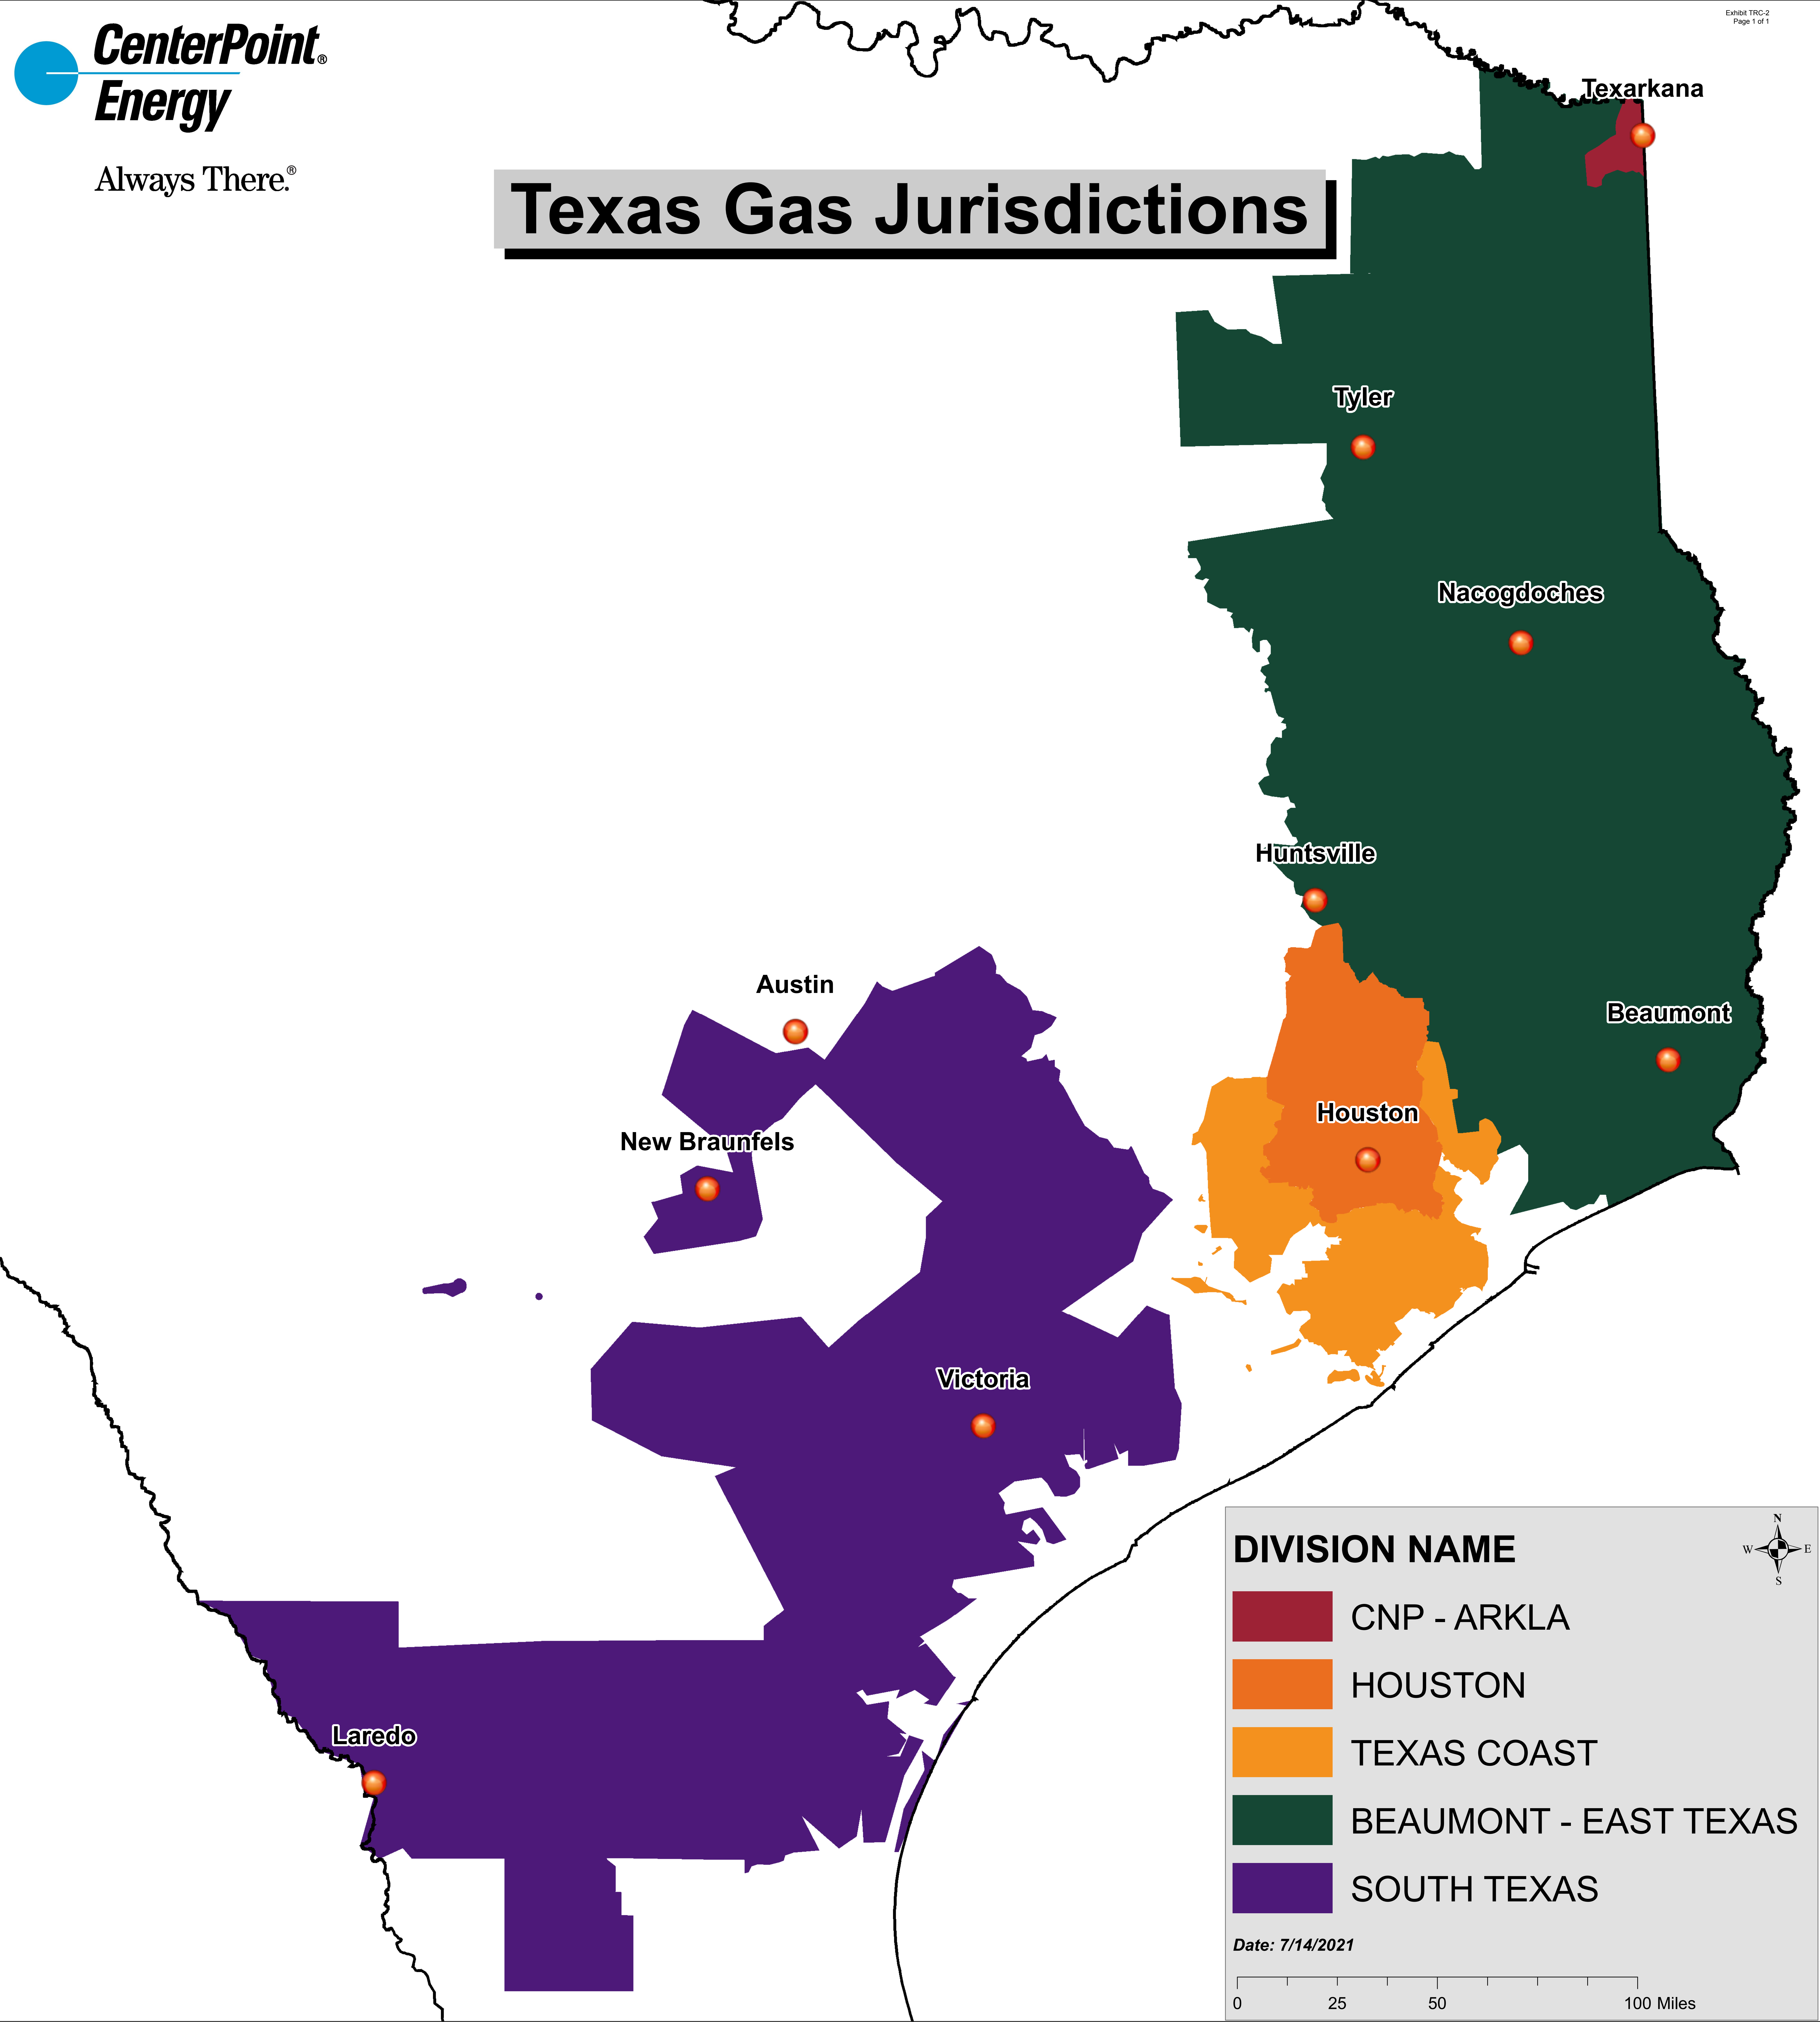 Exhibit TRC-2
Page 1 of 1
CenterPoint®
Energy
Always There.®
Texas Gas Jurisdictions
Texarkana
Tyler
Nacogdoches
Huntsville
Austin
Beaumont
Houston
New Braunfels
Victoria
Laredo
DIVISION NAME
N
W E
S
CNP - ARKLA
HOUSTON
TEXAS COAST
BEAUMONT - EAST TEXAS
SOUTH TEXAS
Date: 7/14/2021
0 25 50 100 Miles